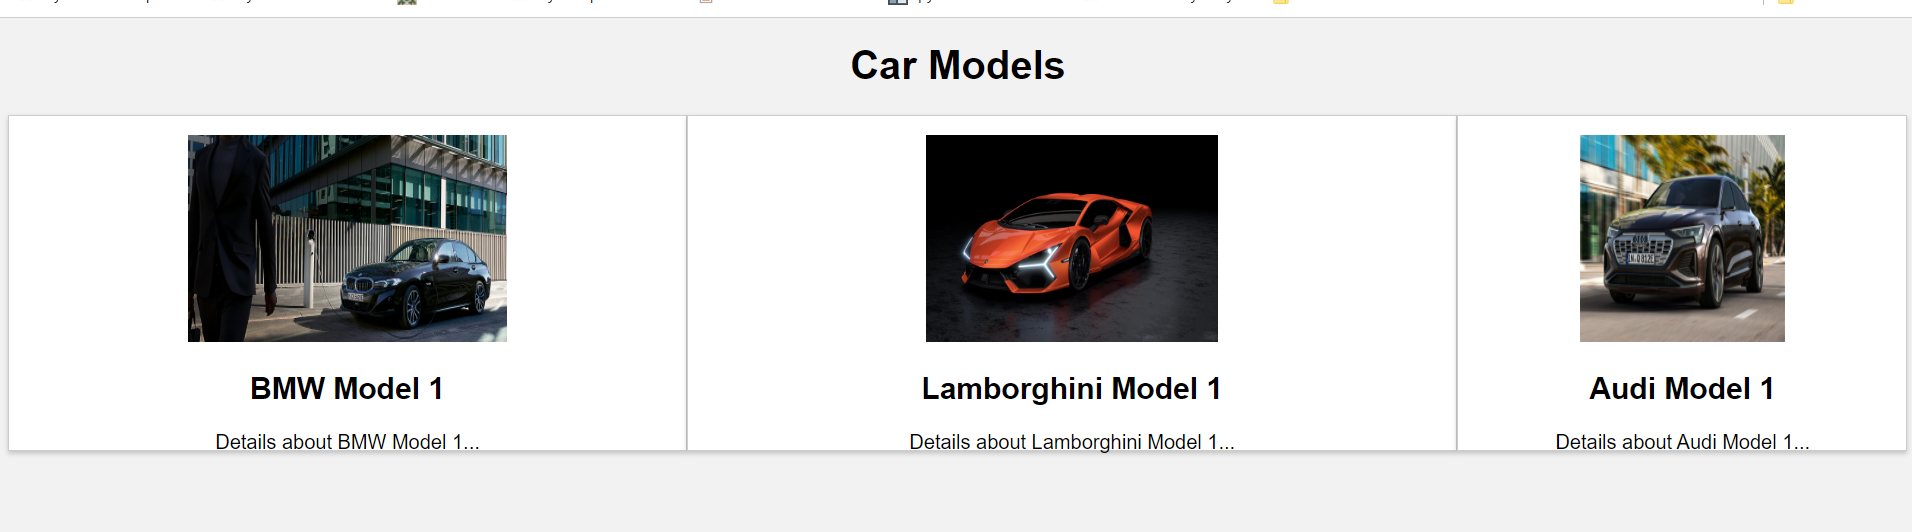 Car Models
BMW Model 1
Lamborghini Model 1
Audi Model 1
Details about BMW Model 1...
Details about Lamborghini Model 1...
Details about Audi Model 1...